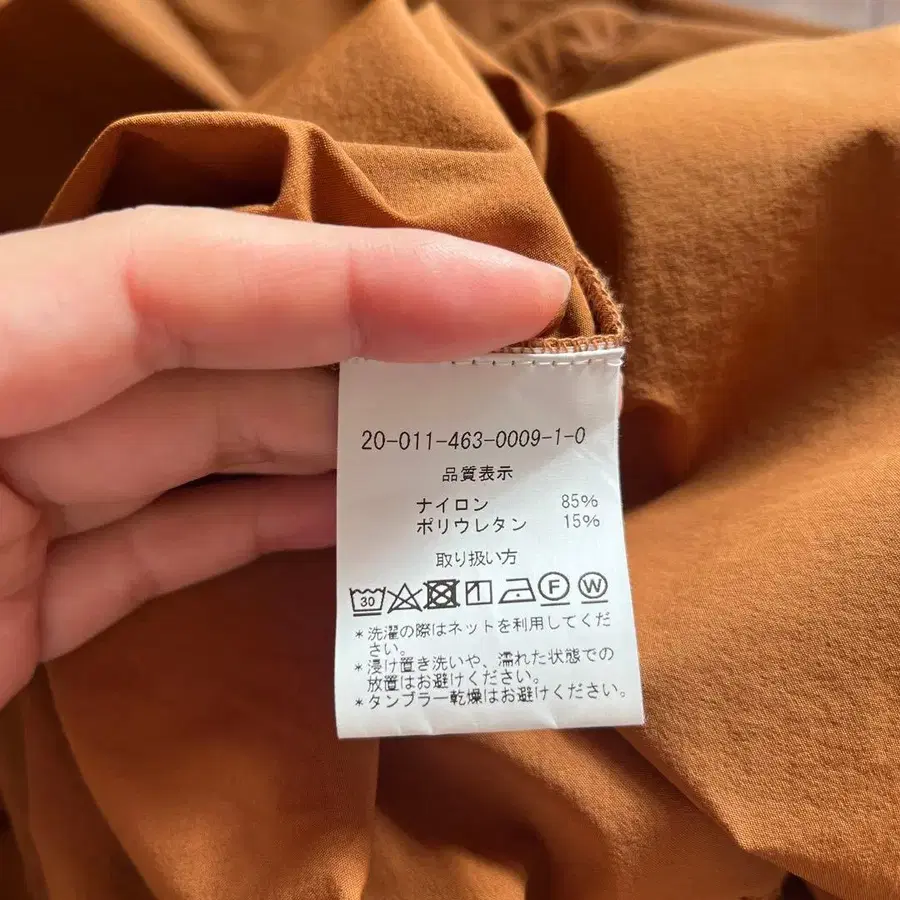 20-011-463-0009-1-0
品質表示
ナイロン 85%
ポリウレタン 15%
取り扱い方
30 F W
*洗濯の際はネットを利用してくだ
さい。
*浸け置き洗いや、濡れた状態での
放置はお避けください。
*タンブラー乾燥はお避けください。